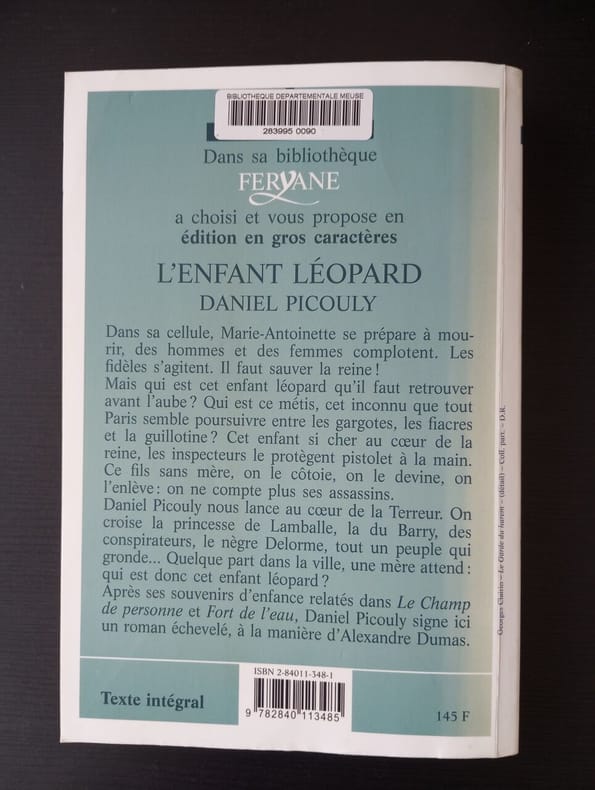 BIBLIOTHEQUE DEPARTEMENTALE MEUSE
283995 0090
Dans sa bibliothèque
FERYANE
a choisi et vous propose en
édition en gros caractères
L'ENFANT LÉOPARD
DANIEL PICOULY
Dans sa cellule, Marie-Antoinette se prépare à mou-
rir, des hommes et des femmes complotent. Les
fidèles s'agitent. Il faut sauver la reine !
Mais qui est cet enfant léopard qu'il faut retrouver
avant l'aube ? Qui est ce métis, cet inconnu que tout
Paris semble poursuivre entre les gargotes, les fiacres
et la guillotine ? Cet enfant si cher au cœur de la
reine, les inspecteurs le protègent pistolet à la main.
Ce fils sans mère, on le côtoie, on le devine, on
l'enlève : on ne compte plus ses assassins.
Daniel Picouly nous lance au cœur de la Terreur. On
croise la princesse de Lamballe, la du Barry, des
conspirateurs, le nègre Delorme, tout un peuple qui
gronde... Quelque part dans la ville, une mère attend :
qui est donc cet enfant léopard ?
Après ses souvenirs d'enfance relatés dans Le Champ
de personne et Fort de l'eau, Daniel Picouly signe ici
un roman échevelé, à la manière d'Alexandre Dumas.
Texte intégral
ISBN 2-84011-348-1
9 782840 113485
145 F
Georges Clairin – Le Garde du harem – (détail) – Coll. part. – D.R.